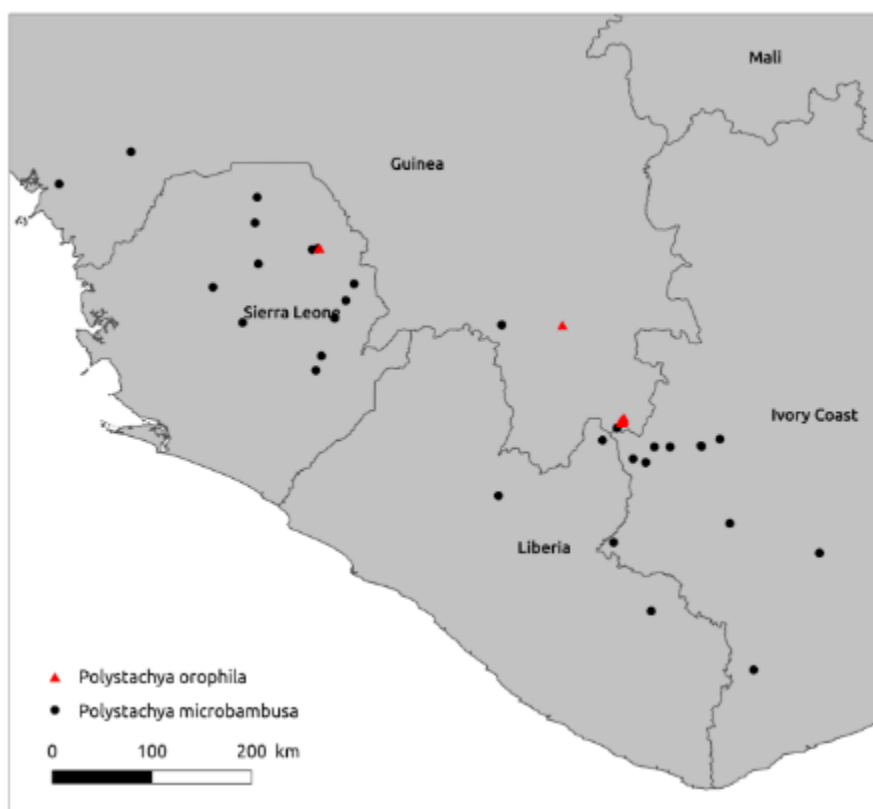 Mali
Guinea
Sierra Leone
Ivory Coast
Liberia
Polystachya orophila
Polystachya microbambusa
0 100 200 km